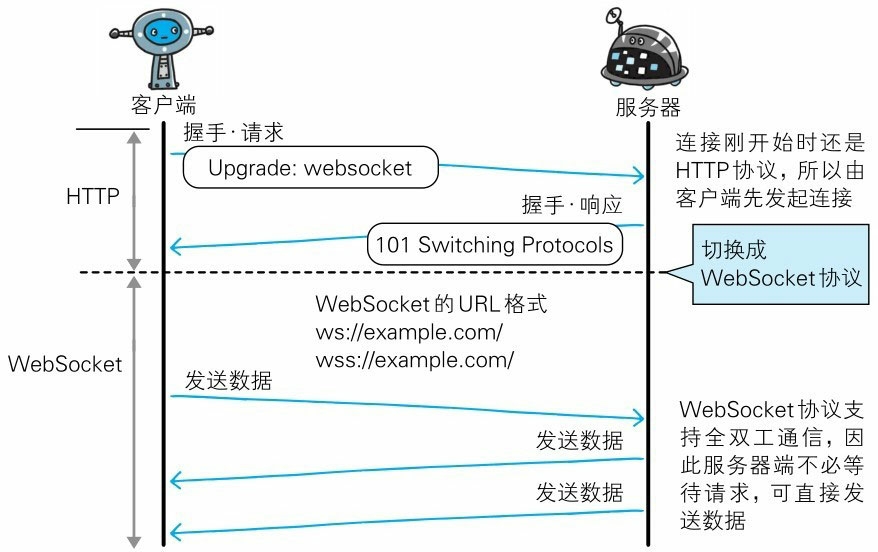 客户端
服务器
握手·请求
Upgrade: websocket
连接刚开始时还是
HTTP协议，所以由
客户端先发起连接
HTTP
握手·响应
101 Switching Protocols
切换成
WebSocket协议
WebSocket的URL格式
ws://example.com/
wss://example.com/
WebSocket
发送数据
发送数据
发送数据
WebSocket协议支
持全双工通信，因
此服务器端不必等
待请求，可直接发
送数据